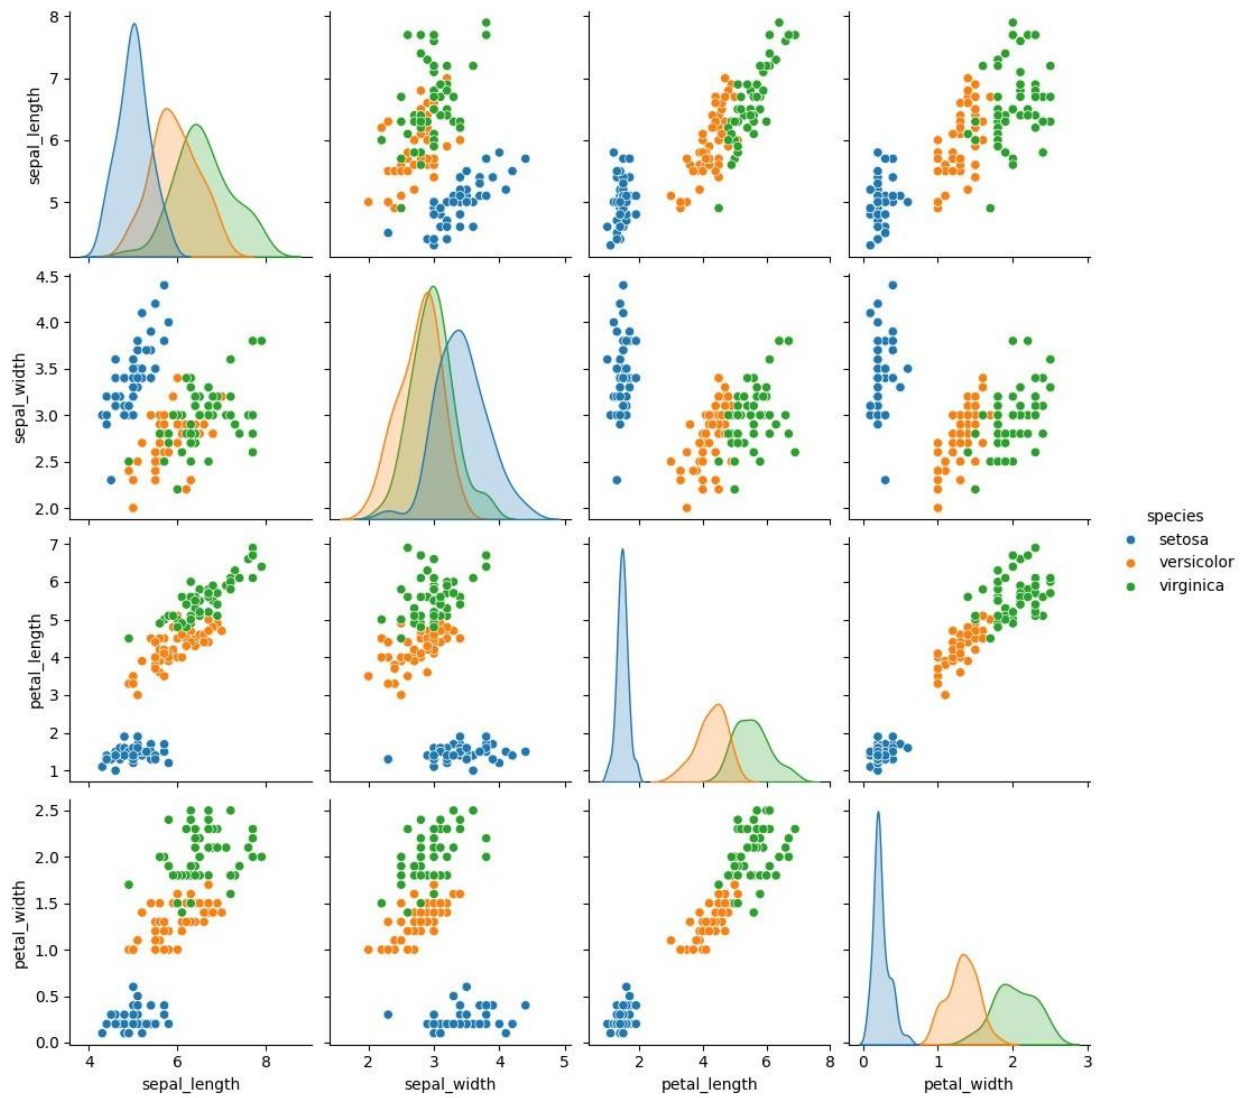 8
7
6
5
sepal_length
4.5
4.0
3.5
3.0
2.5
2.0
sepal_width
species
setosa
versicolor
virginica
7
6
5
4
3
2
1
petal_length
2.5
2.0
1.5
1.0
0.5
0.0
petal_width
4 6 8 2 3 4 5 2 4 6 8 0 1 2 3
sepal_length sepal_width petal_length petal_width